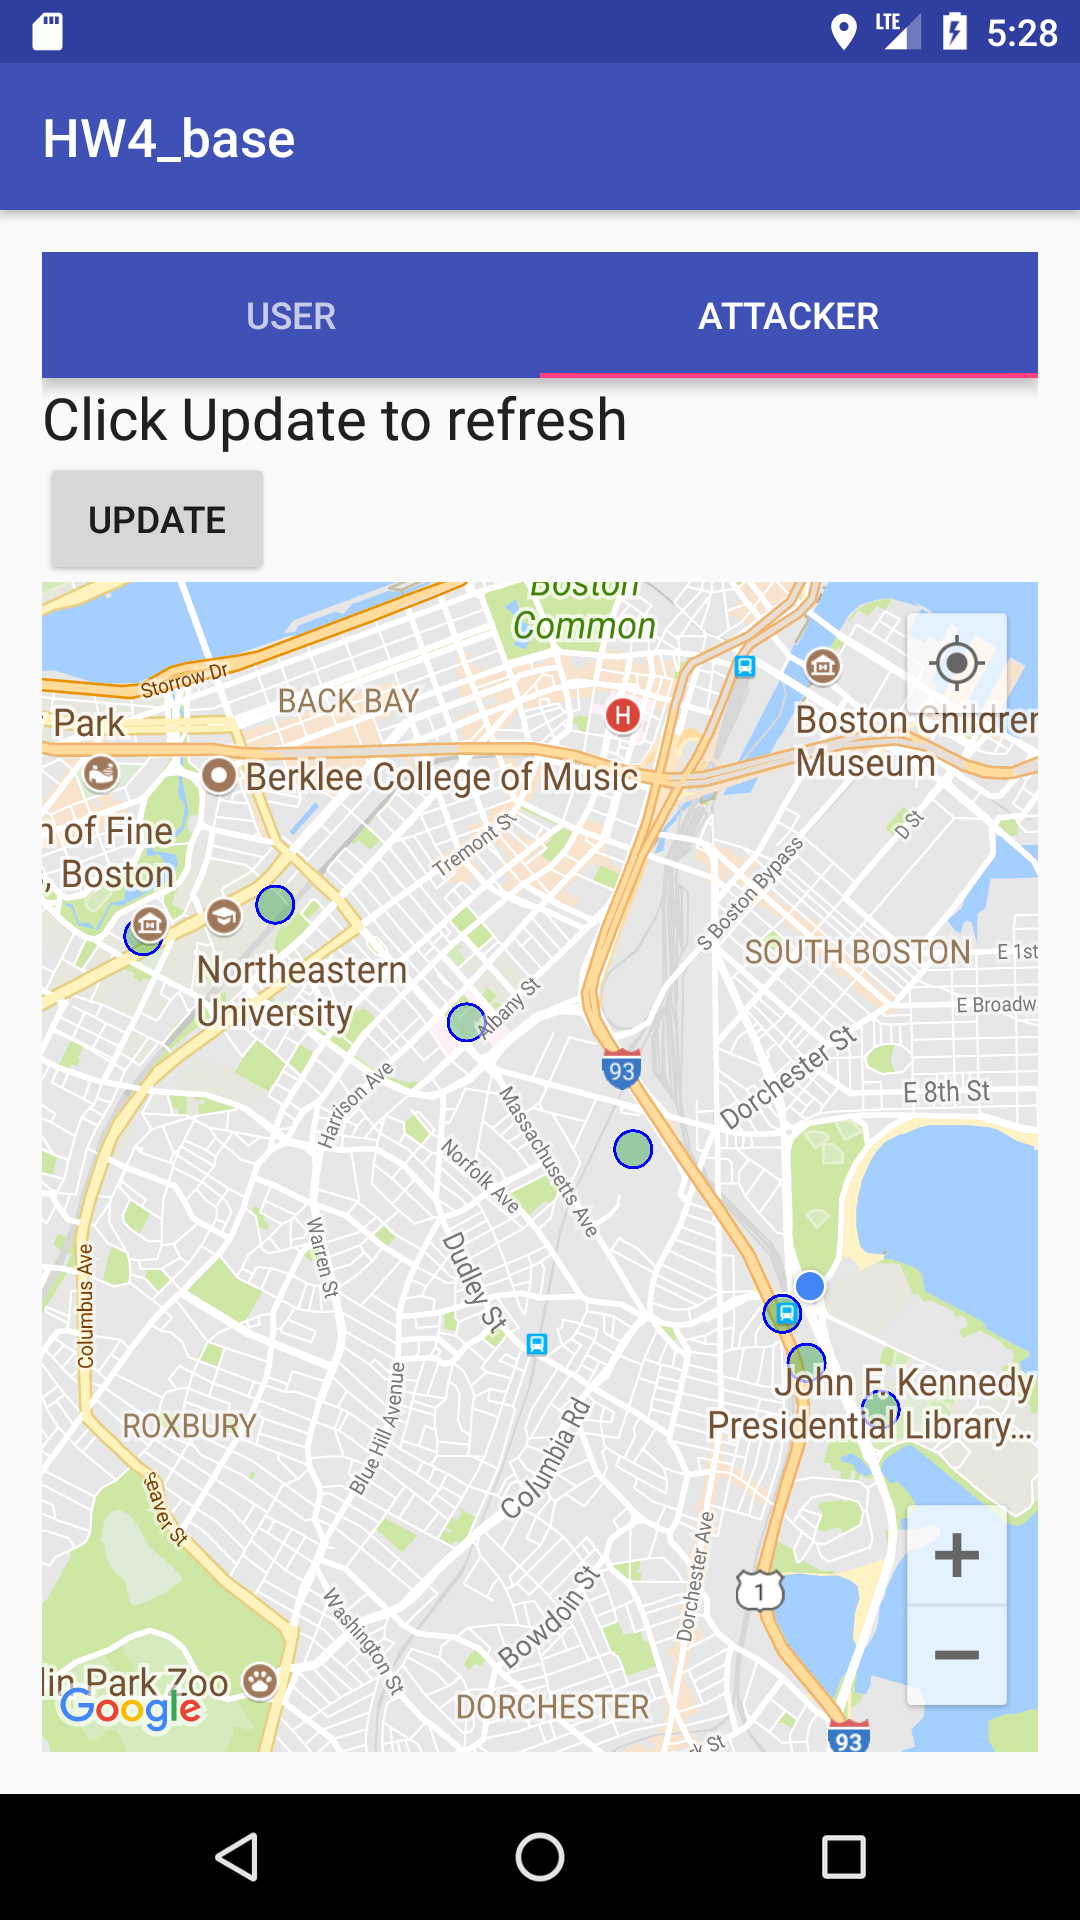 LTE 5:28
HW4_base
USER ATTACKER
Click Update to refresh
UPDATE
Boston
Common
Storrow Dr
BACK BAY
Park
H
Boston Children
Museum
Berklee College of Music
n of Fine
, Boston
Tremont St
D St
S Boston Bypass
SOUTH BOSTON
E 1st
Northeastern
University
Albany St
E Broadw
93
Dorchester St
E 8th St
Harrison Ave
Massachusetts Ave
Norfolk Ave
Warren St
Dudley St
Columbus Ave
John F. Kennedy
Presidential Library...
ROXBURY
Blue Hill Avenue
Columbia Rd
Seaver St
Dorchester Ave
1
Washington St
Bowdoin St
lin Park Zoo
Google
DORCHESTER
k St
93